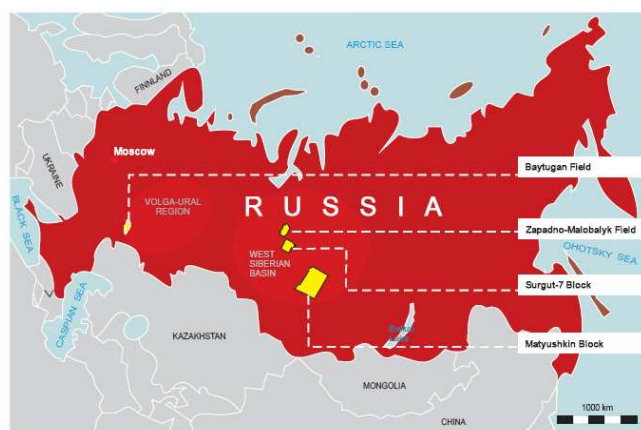 ARCTIC SEA
FINNLAND
Moscow
UKRAINE
Baytugan Field
VOLGA-URAL
REGION
RUSSIA
BLACK SEA
Zapadno-Malobalyk Field
WEST
SIBERIAN
BASIN
OHOTSKY SEA
Surgut-7 Block
CASPIAN SEA
KAZAKHSTAN
Matyushkin Block
MONGOLIA
1000 km
CHINA